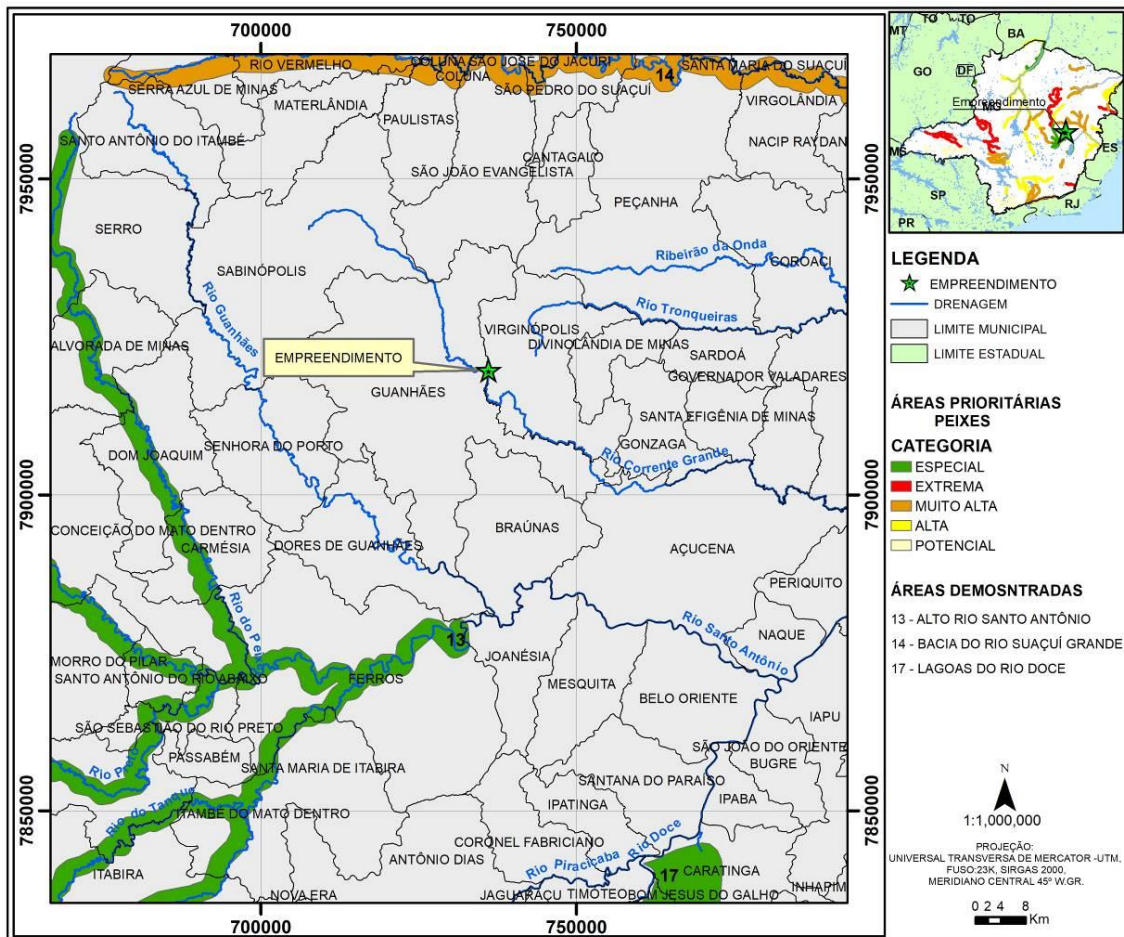 700000
750000
7950000
7900000
7850000
7950000
7900000
7850000
700000
750000
RIO VERMELHO
COLUNA
SÃO JOSÉ DO JACURI
COLUNA
14
SANTA MARIA DO SUAÇUÍ
SERRA AZUL DE MINAS
SÃO PEDRO DO SUAÇUÍ
MATERLÂNDIA
PAULISTAS
VIRGOLÂNDIA
SANTO ANTÔNIO DO ITAMBÉ
CANTAGALO
NACIP RAYDAN
SÃO JOÃO EVANGELISTA
PEÇANHA
SERRO
Ribeirão da Onda
COROACI
SABINÓPOLIS
Rio Guanhães
Rio Tronqueiras
VIRGINÓPOLIS
DIVINOLÂNDIA DE MINAS
ALVORADA DE MINAS
EMPREENDIMENTO
SARDOÁ
GOVERNADOR VALADARES
GUANHÃES
SANTA EFIGÊNIA DE MINAS
SENHORA DO PORTO
GONZAGA
DOM JOAQUIM
Rio Corrente Grande
CONCEIÇÃO DO MATO DENTRO
BRAÚNAS
CARMÉSIA
DORES DE GUANHÃES
AÇUCENA
PERIQUITO
Rio do Peixe
Rio Santo Antônio
13
NAQUE
JOANÉSIA
MORRO DO PILAR
SANTO ANTÔNIO DO RIO ABAIXO
FERROS
MESQUITA
BELO ORIENTE
IAPU
SÃO SEBASTIÃO DO RIO PRETO
SÃO JOÃO DO ORIENTE
PASSABÉM
BUGRE
Rio Preto
SANTA MARIA DE ITABIRA
SANTANA DO PARAÍSO
Rio do Tanque
IPATINGA
IPABA
ITAMBÉ DO MATO DENTRO
CORONEL FABRICIANO
Rio Doce
ANTÔNIO DIAS
Rio Piracicaba
ITABIRA
17
CARATINGA
NOVA ERA
JAGUARAÇU
TIMÓTEO
BOM JESUS DO GALHO
INHAPIM
MT
TO
TO
BA
GO
DF
Empreendimento
MG
MS
ES
SP
RJ
PR
LEGENDA
EMPREENDIMENTO
DRENAGEM
LIMITE MUNICIPAL
LIMITE ESTADUAL
ÁREAS PRIORITÁRIAS
PEIXES
CATEGORIA
ESPECIAL
EXTREMA
MUITO ALTA
ALTA
POTENCIAL
ÁREAS DEMOSNTRADAS
13 - ALTO RIO SANTO ANTÔNIO
14 - BACIA DO RIO SUAÇUÍ GRANDE
17 - LAGOAS DO RIO DOCE
N
1:1,000,000
PROJEÇÃO:
UNIVERSAL TRANSVERSA DE MERCATOR -UTM,
FUSO:23K, SIRGAS 2000,
MERIDIANO CENTRAL 45º W.GR.
0 2 4 8
Km